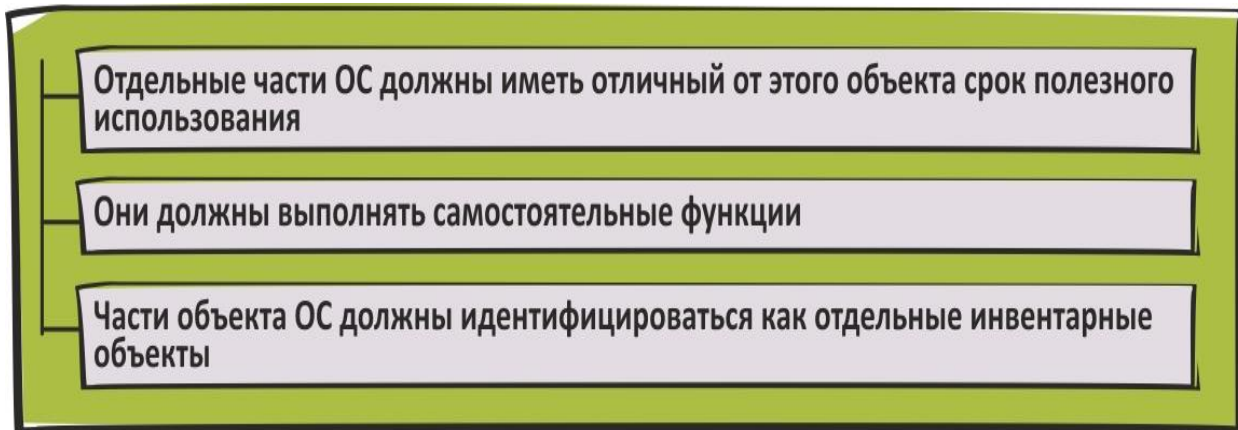 Отдельные части ОС должны иметь отличный от этого объекта срок полезного
использования
Они должны выполнять самостоятельные функции
Части объекта ОС должны идентифицироваться как отдельные инвентарные
объекты